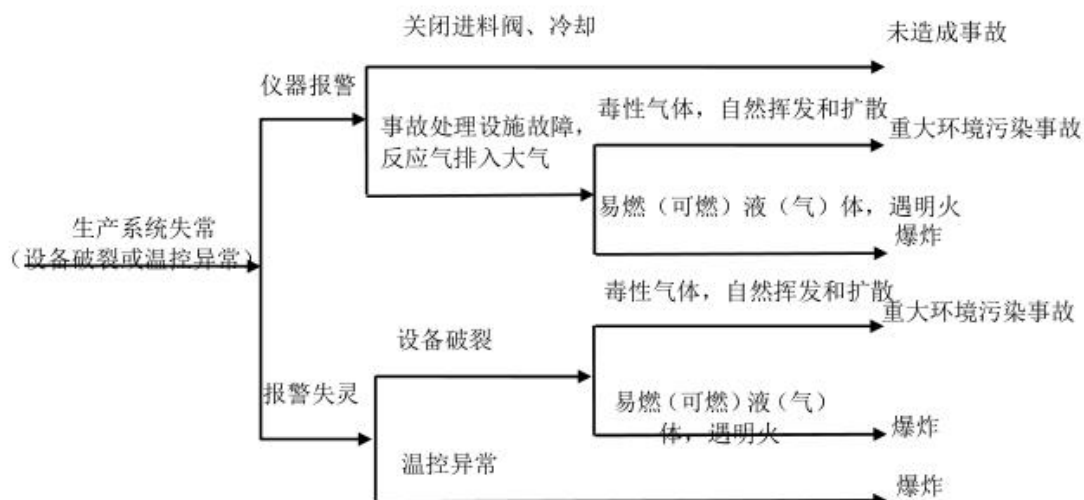 关闭进料阀、冷却
未造成事故
仪器报警
毒性气体，自然挥发和扩散
事故处理设施故障，
反应气排入大气
重大环境污染事故
易燃（可燃）液（气）体，遇明火
爆炸
生产系统失常
（设备破裂或温控异常）
毒性气体，自然挥发和扩散
重大环境污染事故
设备破裂
报警失灵
易燃（可燃）液（气）
体，遇明火
爆炸
温控异常
爆炸